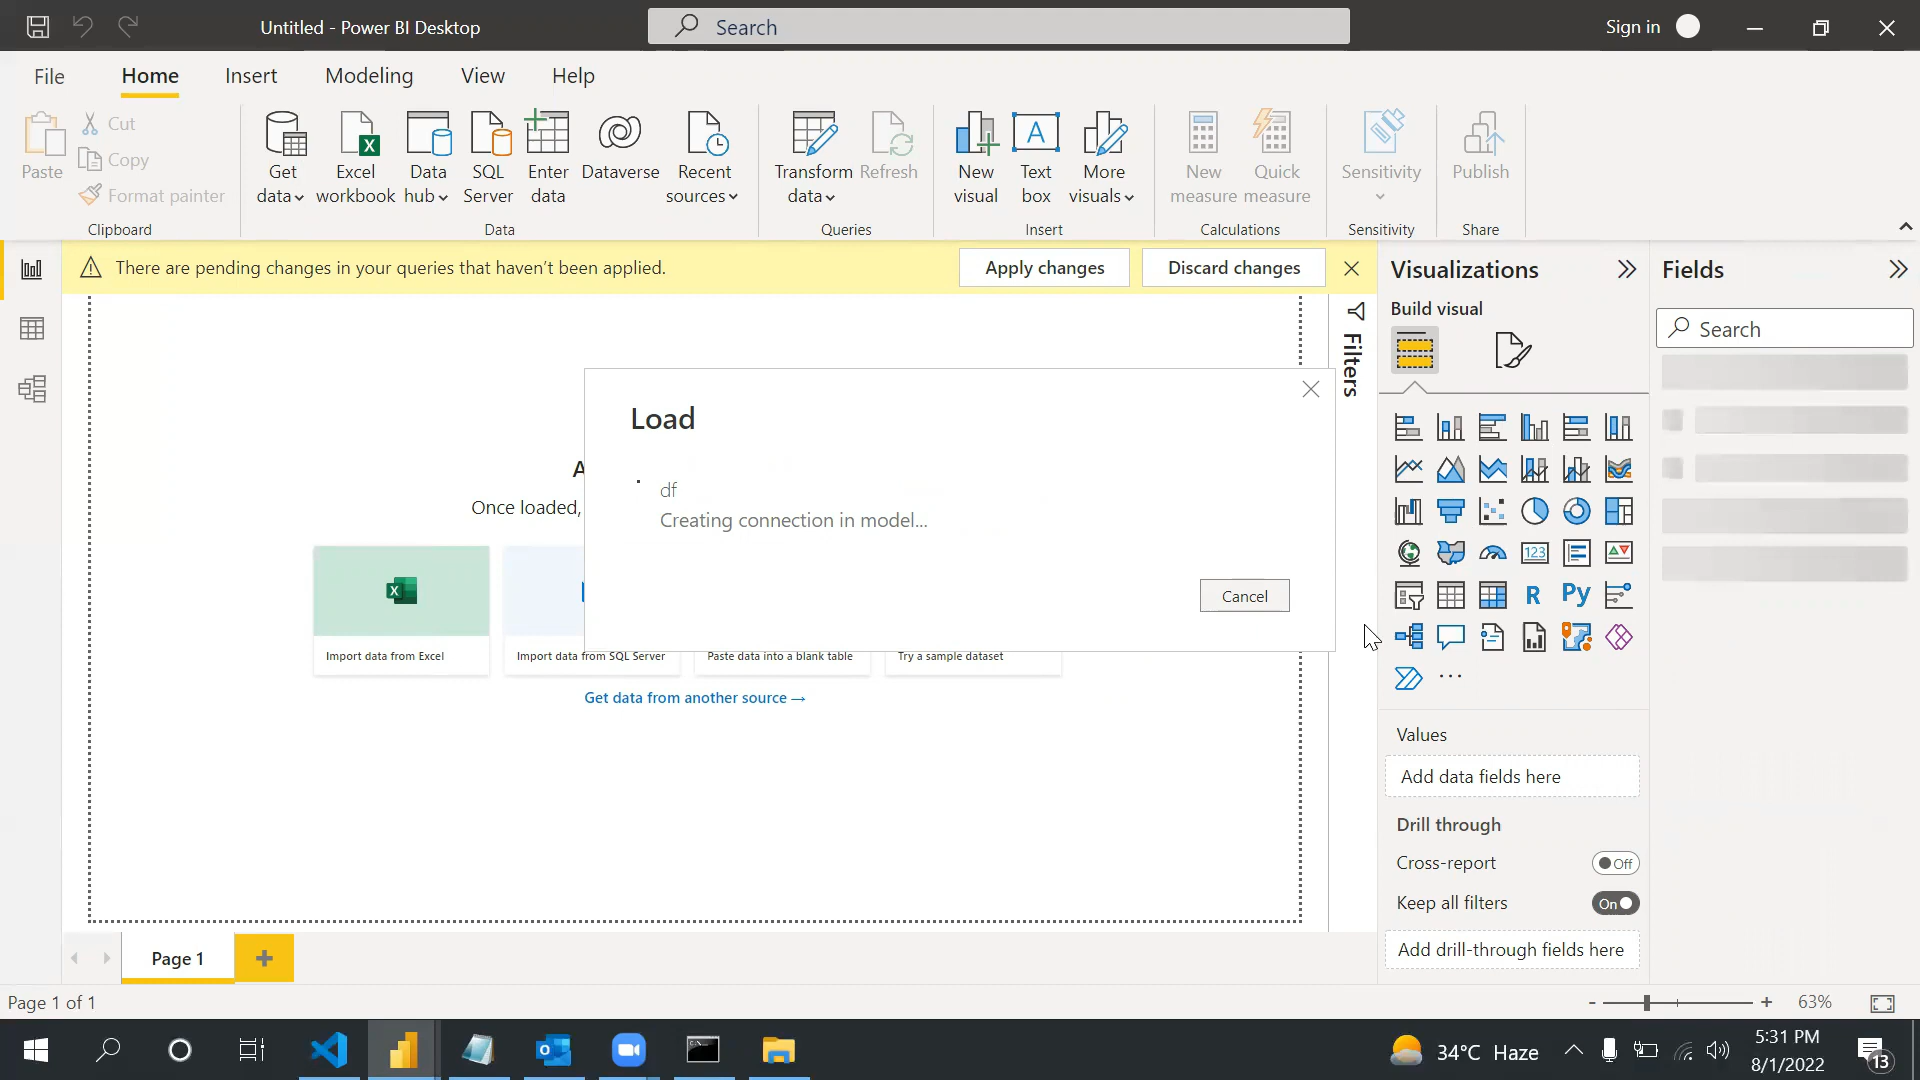 Untitled - Power BI Desktop
Search
Sign in
File
Home
Insert
Modeling
View
Help
Paste
Cut
Copy
Format painter
Clipboard
Get data
Excel workbook
Data hub
SQL Server
Enter data
Dataverse
Recent sources
Data
Transform data
Refresh
Queries
New visual
Text box
More visuals
Insert
New measure
Quick measure
Calculations
Sensitivity
Sensitivity
Publish
Share
There are pending changes in your queries that haven't been applied.
Apply changes
Discard changes
Filters
Load
df
Creating connection in model...
Cancel
A
Once loaded,
Import data from Excel
Import data from SQL Server
Paste data into a blank table
Try a sample dataset
Get data from another source →
Visualizations
Build visual
123
R
Py
Values
Add data fields here
Drill through
Cross-report
Off
Keep all filters
On
Add drill-through fields here
Fields
Search
Page 1
Page 1 of 1
- + 63%
34°C Haze
5:31 PM
8/1/2022
13